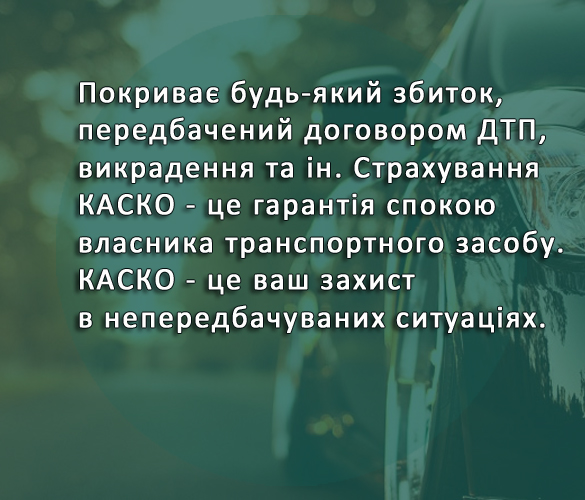 Покриває будь-який збиток,
передбачений договором ДТП,
викрадення та ін. Страхування
КАСКО - це гарантія спокою
власника транспортного засобу.
КАСКО - це ваш захист
в непередбачуваних ситуаціях.